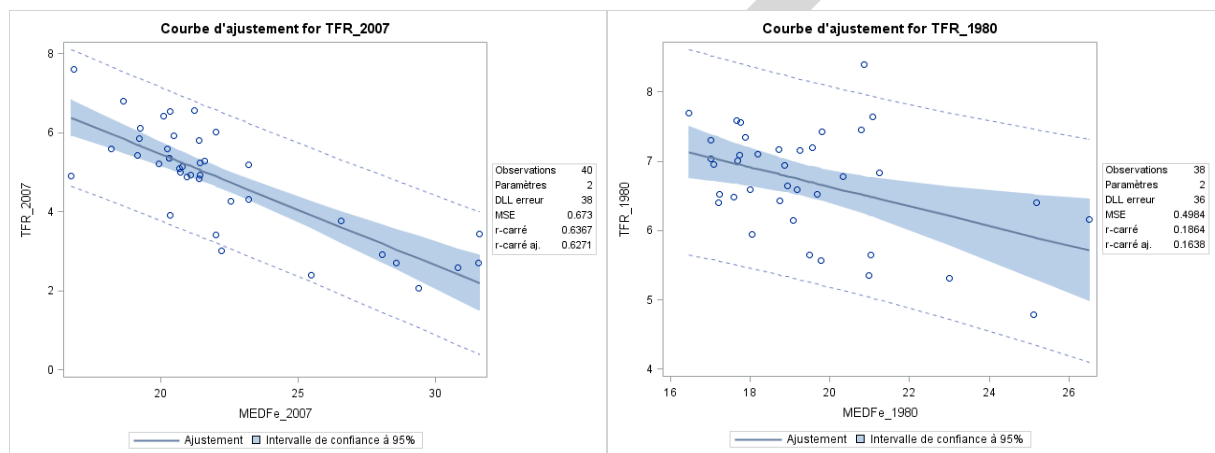 Courbe d'ajustement for TFR_2007
8
6
4
2
0
TFR_2007
20
25
30
MEDFe_2007
Observations 40
Paramètres 2
DLL erreur 38
MSE 0.673
r-carré 0.6367
r-carré aj. 0.6271
Ajustement Intervalle de confiance à 95%
Courbe d'ajustement for TFR_1980
8
7
6
5
4
TFR_1980
16
18
20
22
24
26
MEDFe_1980
Observations 38
Paramètres 2
DLL erreur 36
MSE 0.4984
r-carré 0.1864
r-carré aj. 0.1638
Ajustement Intervalle de confiance à 95%